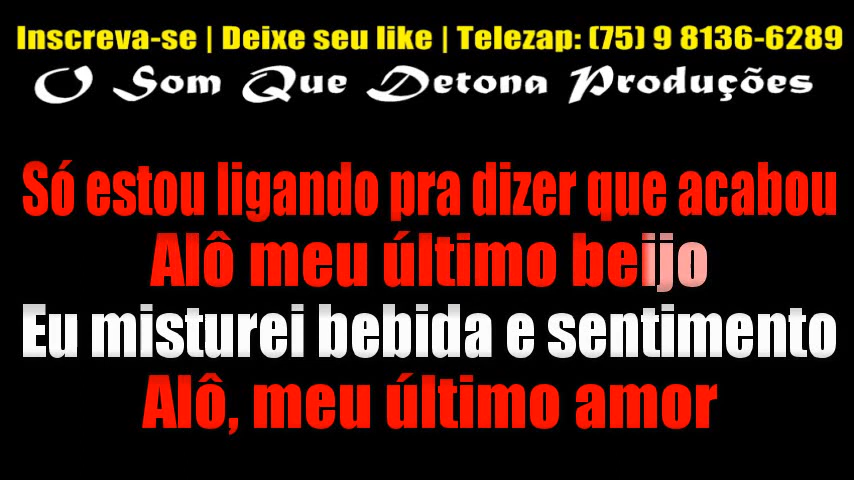 Inscreva-se | Deixe seu like | Telezap: (75) 9 8136-6289
O Som Que Detona Produções
Só estou ligando pra dizer que acabou
Alô meu último beijo
Eu misturei bebida e sentimento
Alô, meu último amor